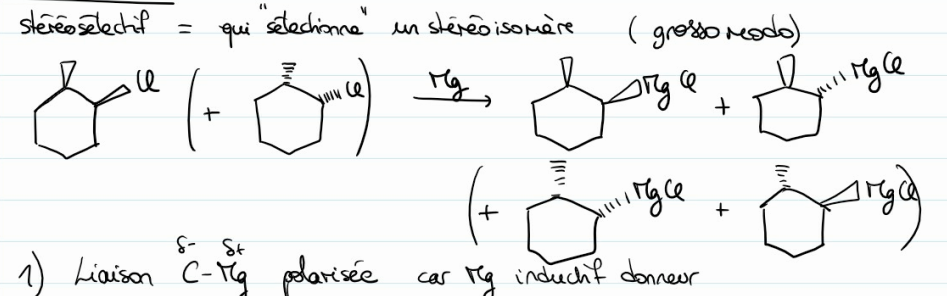 stéréosélectif = qui "sélectionne" un stéréoisomère (grosso modo)
Cl ( + Cl ) Mg MgCl + MgCl
( + MgCl + MgCl )
δ- δ+
1) Liaison C-Mg polarisée car Mg inductif donneur